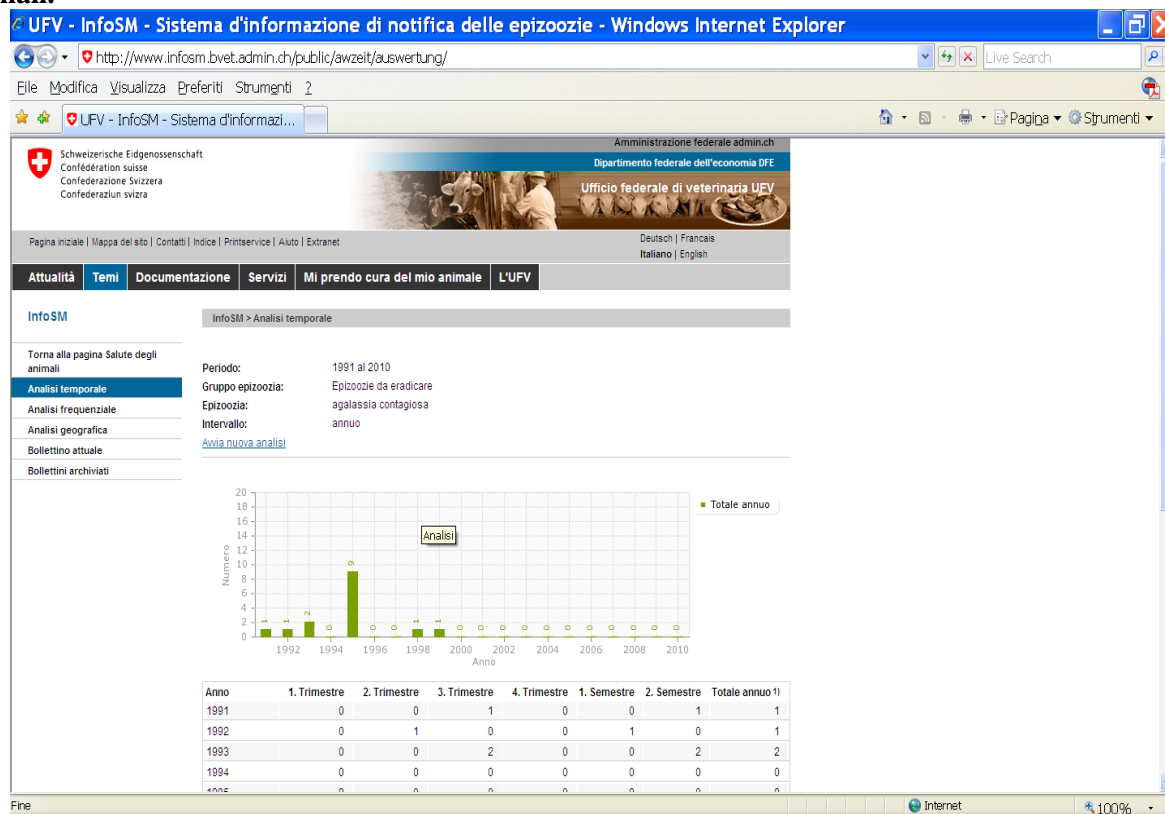 UFV - InfoSM - Sistema d'informazione di notifica delle epizoozie - Windows Internet Explorer
http://www.infosm.bvet.admin.ch/public/awzeit/auswertung/
Live Search
File Modifica Visualizza Preferiti Strumenti ?
UFV - InfoSM - Sistema d'informazi...
Pagina
Strumenti
Schweizerische Eidgenossenschaft
Confédération suisse
Confederazione Svizzera
Confederaziun svizra
Amministrazione federale admin.ch
Dipartimento federale dell'economia DFE
Ufficio federale di veterinaria UFV
Pagina iniziale | Mappa del sito | Contatti | Indice | Printservice | Aiuto | Extranet
Deutsch | Francais
Italiano | English
Attualità Temi Documentazione Servizi Mi prendo cura del mio animale L'UFV
InfoSM
InfoSM > Analisi temporale
Torna alla pagina Salute degli
animali
Analisi temporale
Analisi frequenziale
Analisi geografica
Bollettino attuale
Bollettini archiviati
Periodo: 1991 al 2010
Gruppo epizoozia: Epizoozie da eradicare
Epizoozia: agalassia contagiosa
Intervallo: annuo
Avvia nuova analisi
20
18
16
14
12
10
8
6
4
2
0
Numero
1 1 2 0 9 0 0 1 1 0 0 0 0 0 0 0 0 0 0 0
Analisi
Totale annuo
1992 1994 1996 1998 2000 2002 2004 2006 2008 2010
Anno
Anno 1. Trimestre 2. Trimestre 3. Trimestre 4. Trimestre 1. Semestre 2. Semestre Totale annuo 1)
1991 0 0 1 0 0 1 1
1992 0 1 0 0 1 0 1
1993 0 0 2 0 0 2 2
1994 0 0 0 0 0 0 0
Fine
Internet
100%